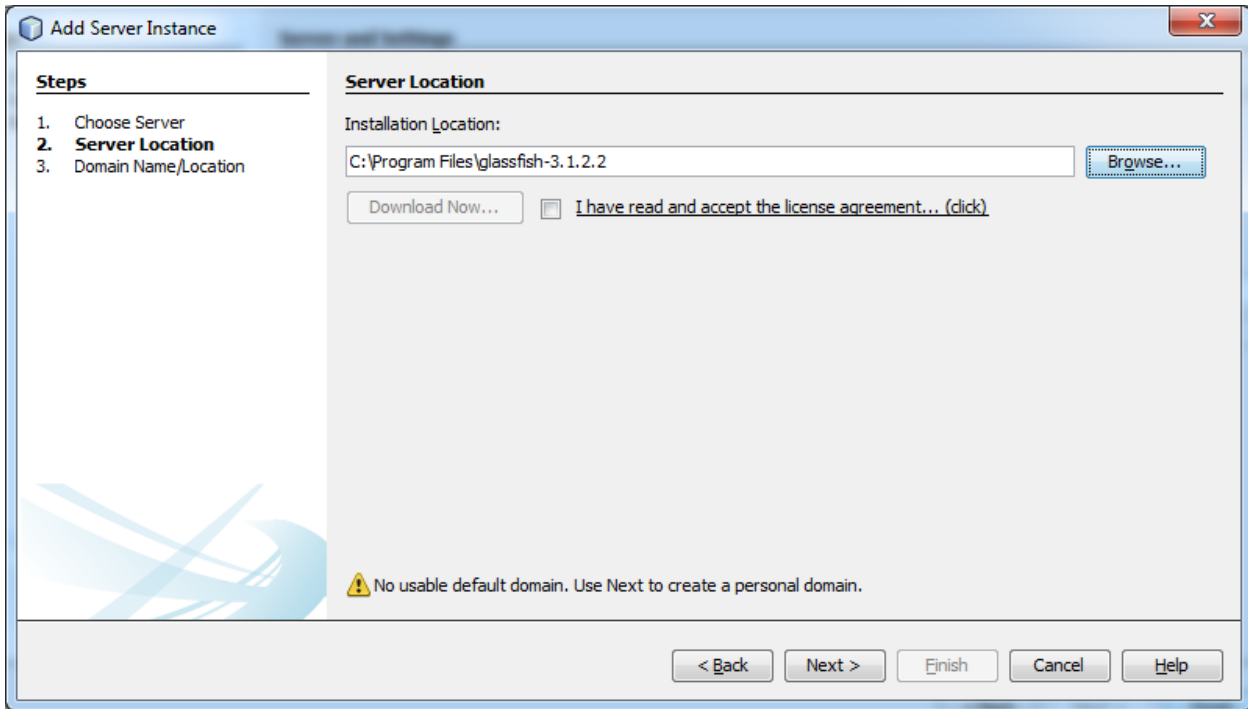 Add Server Instance
Steps
1. Choose Server
2. Server Location
3. Domain Name/Location
Server Location
Installation Location:
C:\Program Files\glassfish-3.1.2.2
Browse...
Download Now...
I have read and accept the license agreement... (click)
No usable default domain. Use Next to create a personal domain.
< Back
Next >
Finish
Cancel
Help